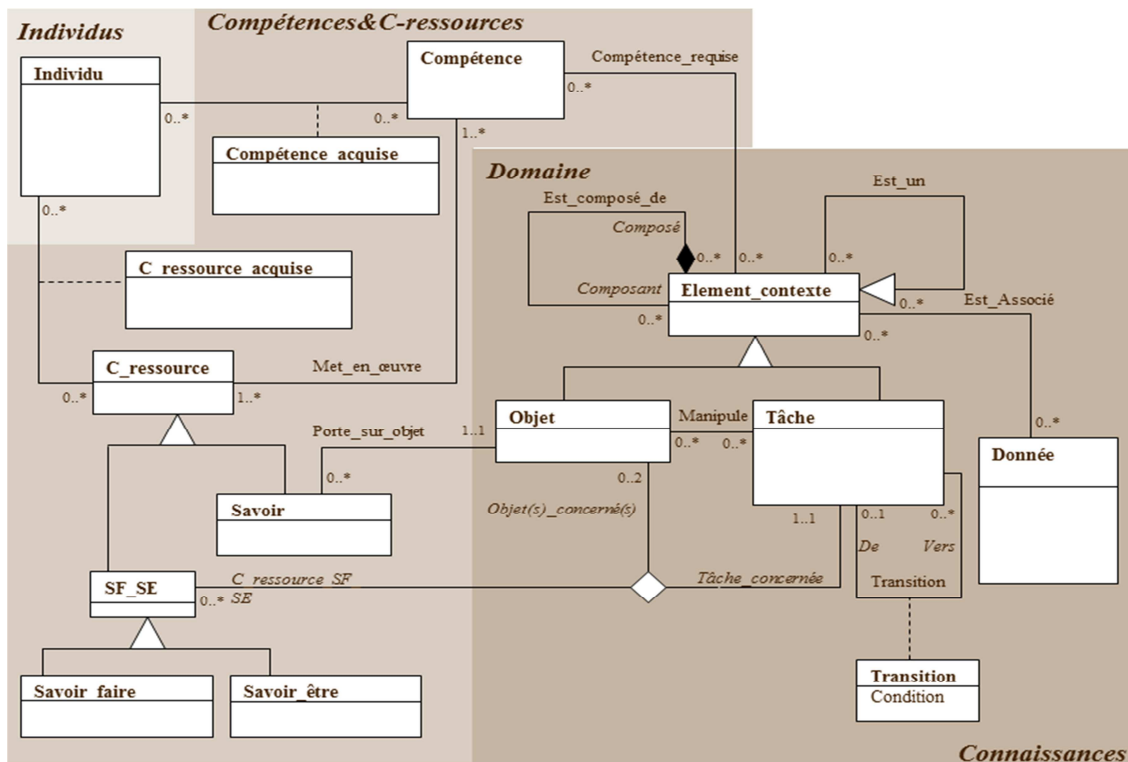 Individus
Compétences&C-ressources
Individu
Compétence
Compétence_requise
0..*
0..*
0..*
1..*
Compétence_acquise
Domaine
Est_composé_de
Est_un
Composé
0..*
0..*
0..*
0..*
C_ressource_acquise
Composant
Element_contexte
0..*
Est_Associé
0..*
0..*
C_ressource
Met_en_œuvre
0..*
1..*
Objet
Manipule
Tâche
Porte_sur_objet
1..1
0..*
0..*
0..*
Donnée
0..*
0..2
Savoir
Objet(s)_concerné(s)
1..1
0..1
0..*
De
Vers
SF_SE
C_ressource_SF_
SE
0..*
Tâche_concernée
Transition
Savoir_faire
Savoir_être
Transition
Condition
Connaissances